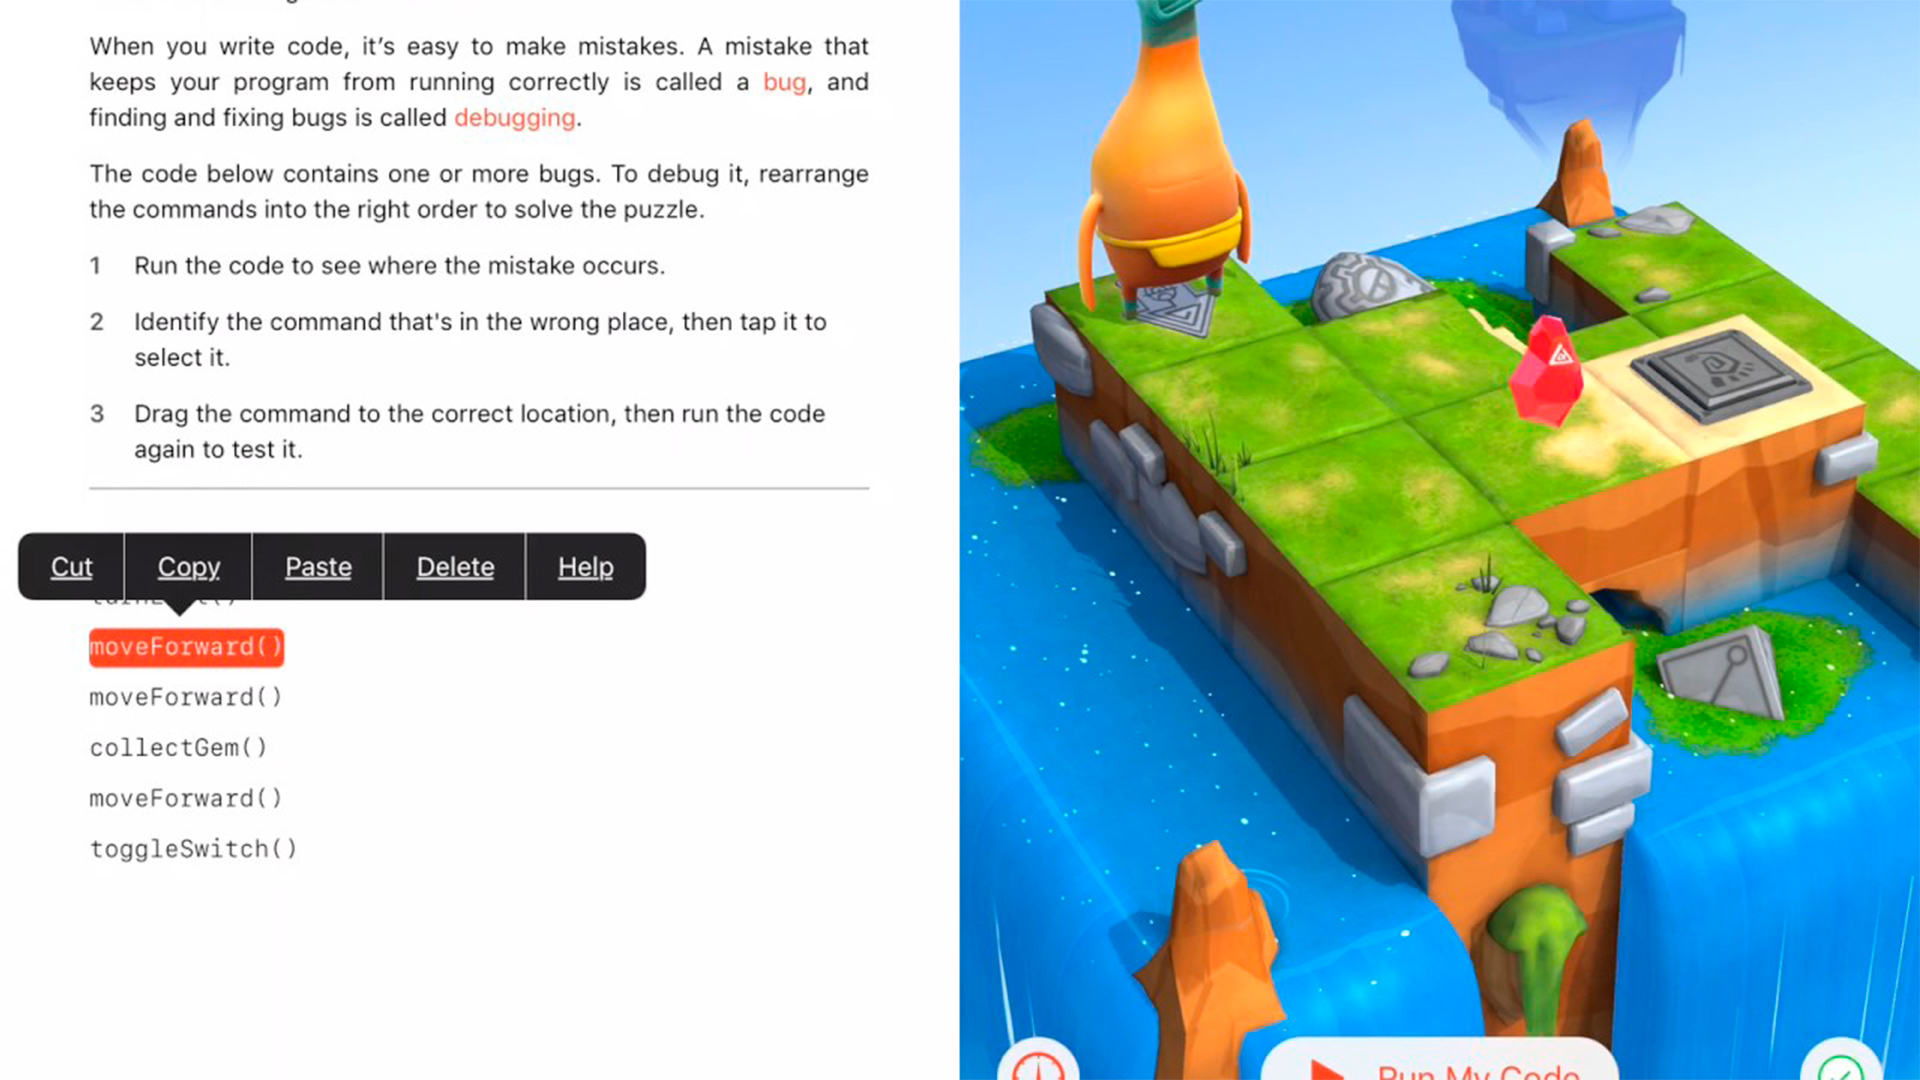 When you write code, it’s easy to make mistakes. A mistake that
keeps your program from running correctly is called a bug, and
finding and fixing bugs is called debugging.
The code below contains one or more bugs. To debug it, rearrange
the commands into the right order to solve the puzzle.
1 Run the code to see where the mistake occurs.
2 Identify the command that's in the wrong place, then tap it to
select it.
3 Drag the command to the correct location, then run the code
again to test it.
Cut Copy Paste Delete Help
moveForward()
moveForward()
collectGem()
moveForward()
toggleSwitch()
Run My Code